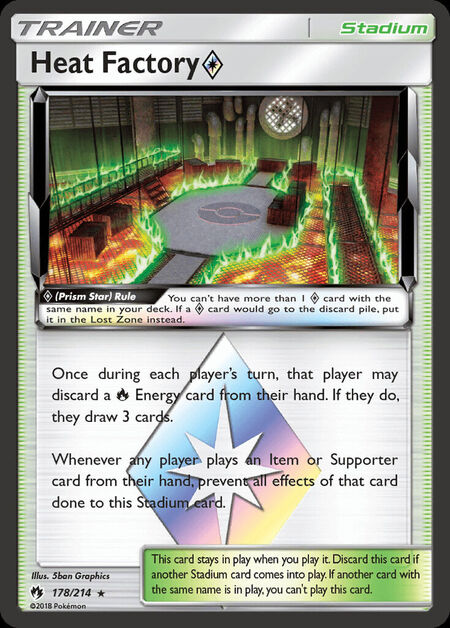 TRAINER Stadium
Heat Factory
(Prism Star) Rule You can't have more than 1 ♢ card with the
same name in your deck. If a ♢ card would go to the discard pile, put
it in the Lost Zone instead.
Once during each player's turn, that player may
discard a Energy card from their hand. If they do,
they draw 3 cards.
Whenever any player plays an Item or Supporter
card from their hand, prevent all effects of that card
done to this Stadium card.
This card stays in play when you play it. Discard this card if
another Stadium card comes into play. If another card with
the same name is in play, you can't play this card.
Illus. 5ban Graphics
178/214 ★
©2018 Pokémon